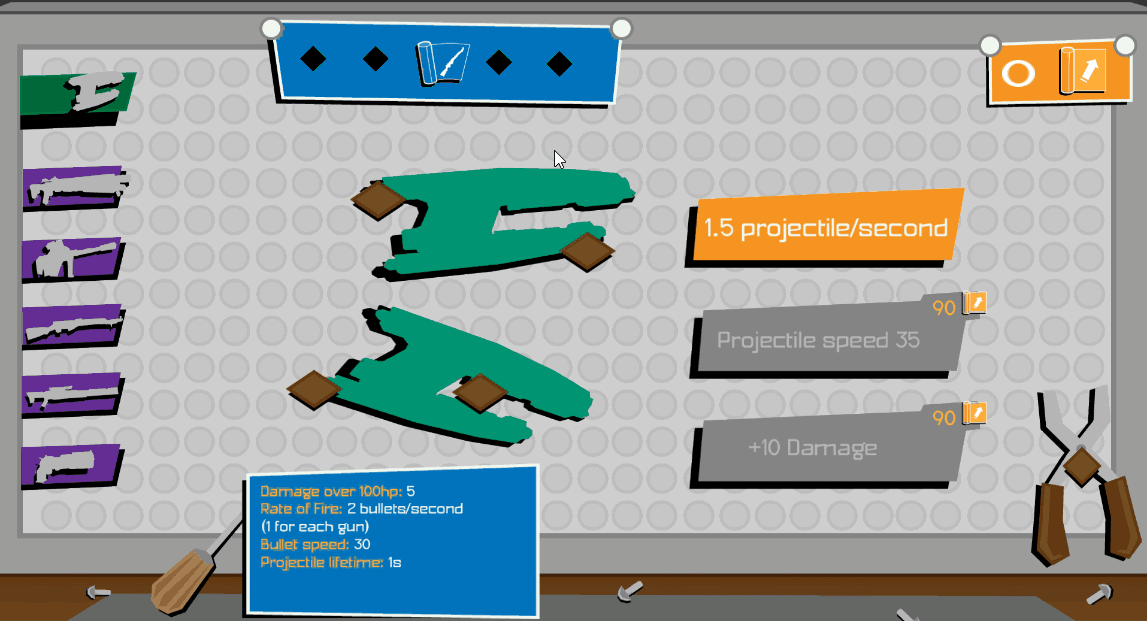 1.5 projectile/second
90
Projectile speed 35
90
+10 Damage
Damage over 100hp: 5
Rate of Fire: 2 bullets/second
(1 for each gun)
Bullet speed: 30
Projectile lifetime: 1s